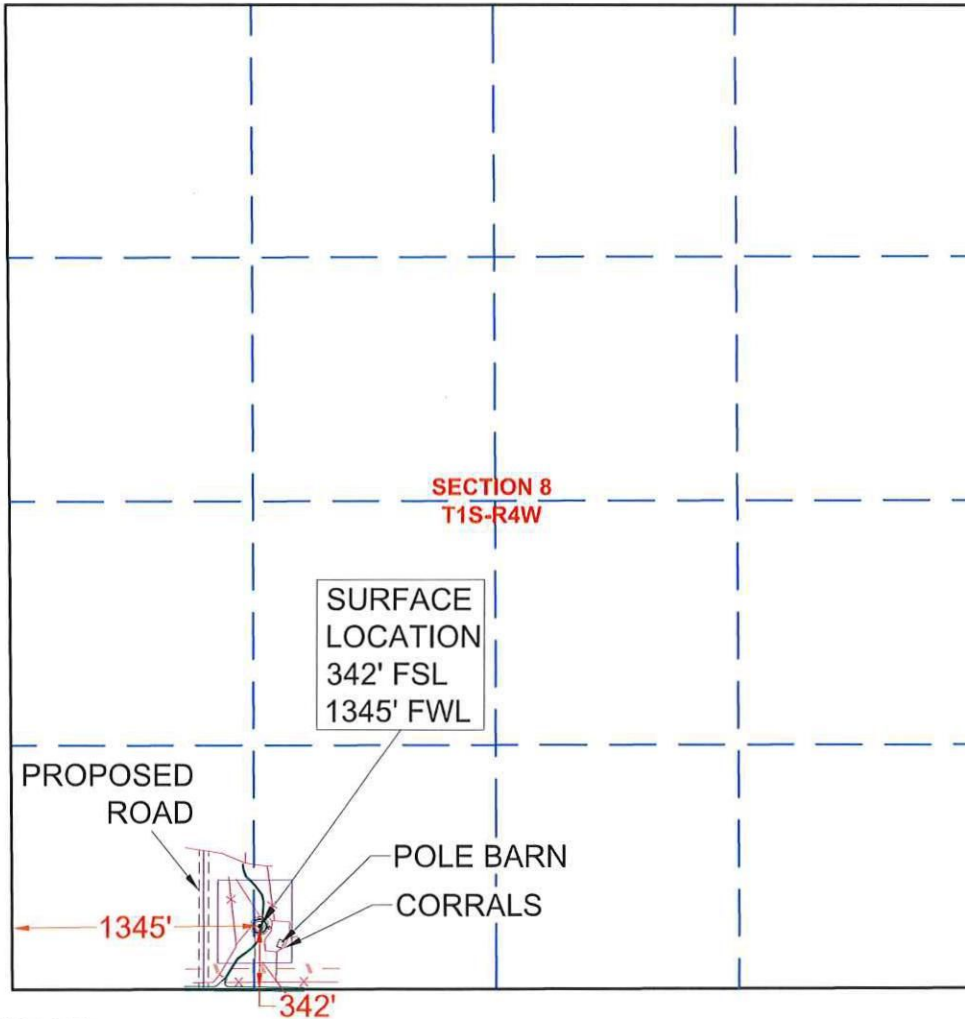 SECTION 8
T1S-R4W
SURFACE
LOCATION
342' FSL
1345' FWL
PROPOSED
ROAD
POLE BARN
CORRALS
1345'
342'